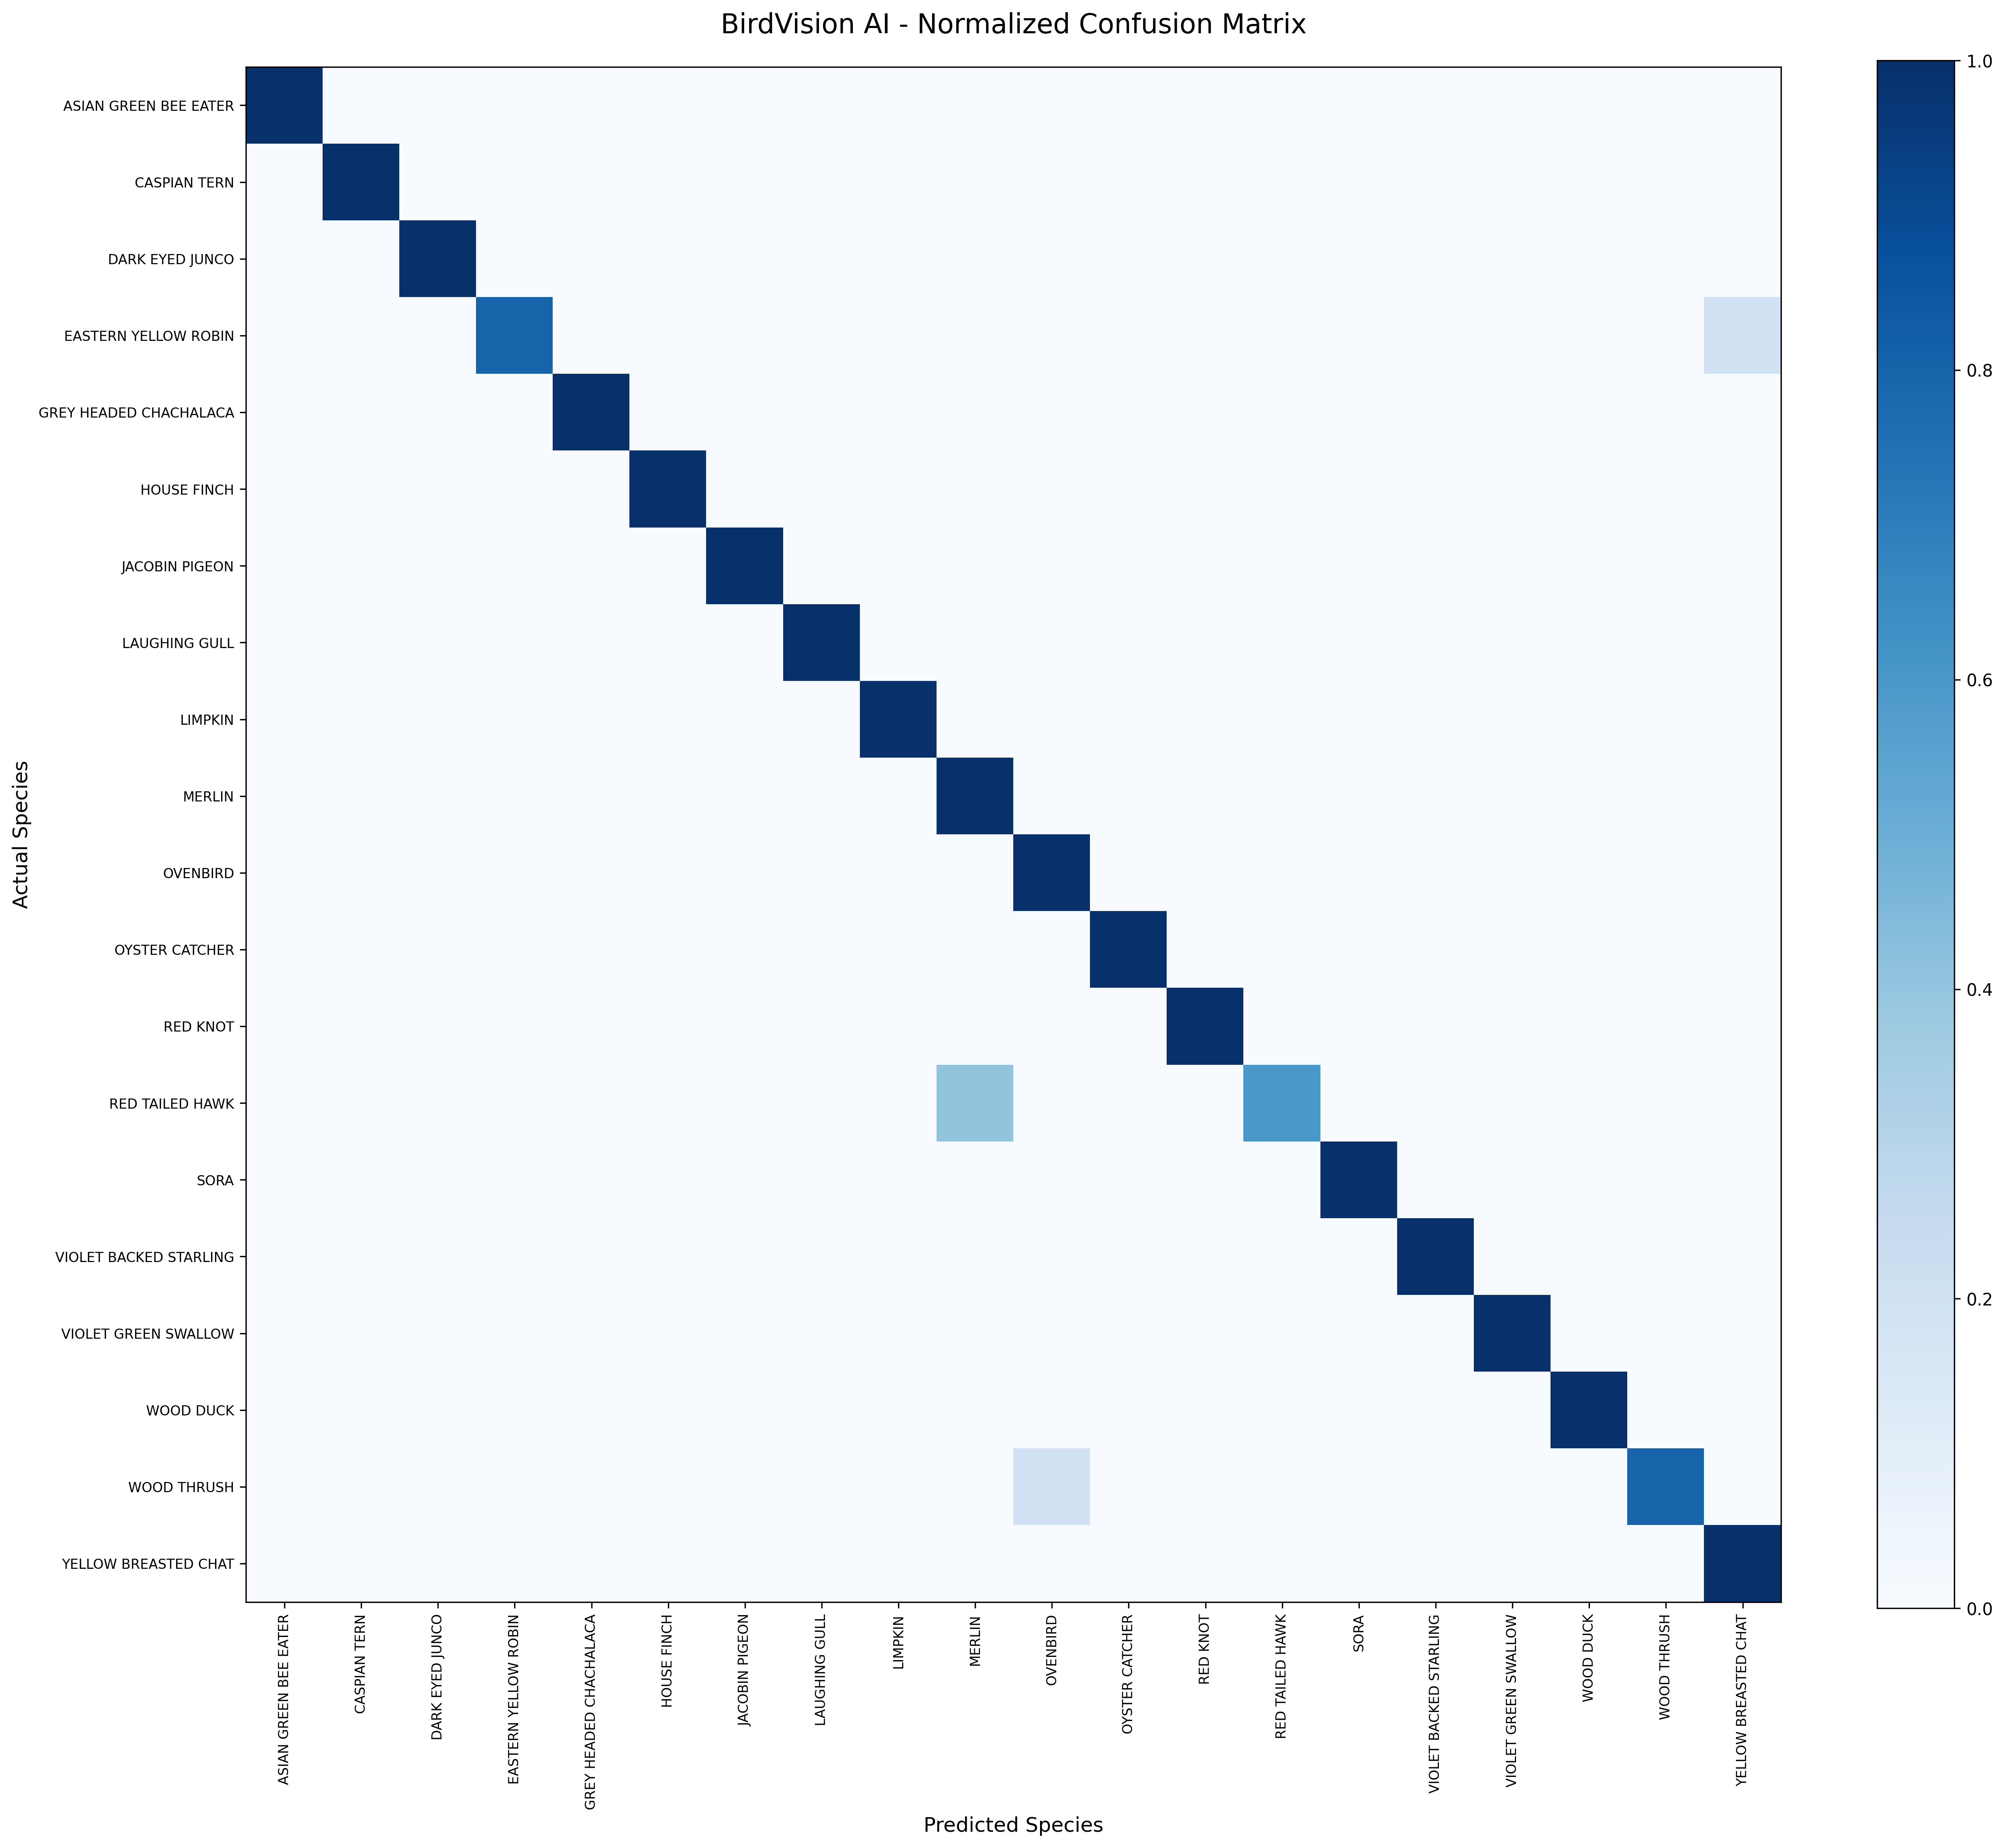 BirdVision AI - Normalized Confusion Matrix
Actual Species
ASIAN GREEN BEE EATER
CASPIAN TERN
DARK EYED JUNCO
EASTERN YELLOW ROBIN
GREY HEADED CHACHALACA
HOUSE FINCH
JACOBIN PIGEON
LAUGHING GULL
LIMPKIN
MERLIN
OVENBIRD
OYSTER CATCHER
RED KNOT
RED TAILED HAWK
SORA
VIOLET BACKED STARLING
VIOLET GREEN SWALLOW
WOOD DUCK
WOOD THRUSH
YELLOW BREASTED CHAT
ASIAN GREEN BEE EATER
CASPIAN TERN
DARK EYED JUNCO
EASTERN YELLOW ROBIN
GREY HEADED CHACHALACA
HOUSE FINCH
JACOBIN PIGEON
LAUGHING GULL
LIMPKIN
MERLIN
OVENBIRD
OYSTER CATCHER
RED KNOT
RED TAILED HAWK
SORA
VIOLET BACKED STARLING
VIOLET GREEN SWALLOW
WOOD DUCK
WOOD THRUSH
YELLOW BREASTED CHAT
Predicted Species
1.0
0.8
0.6
0.4
0.2
0.0